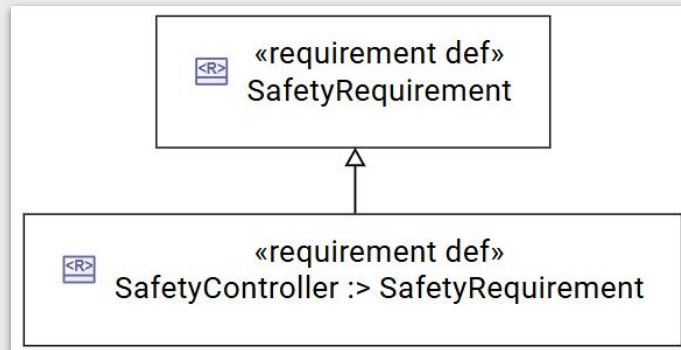 <R>
«requirement def»
SafetyRequirement
<R>
«requirement def»
SafetyController :> SafetyRequirement